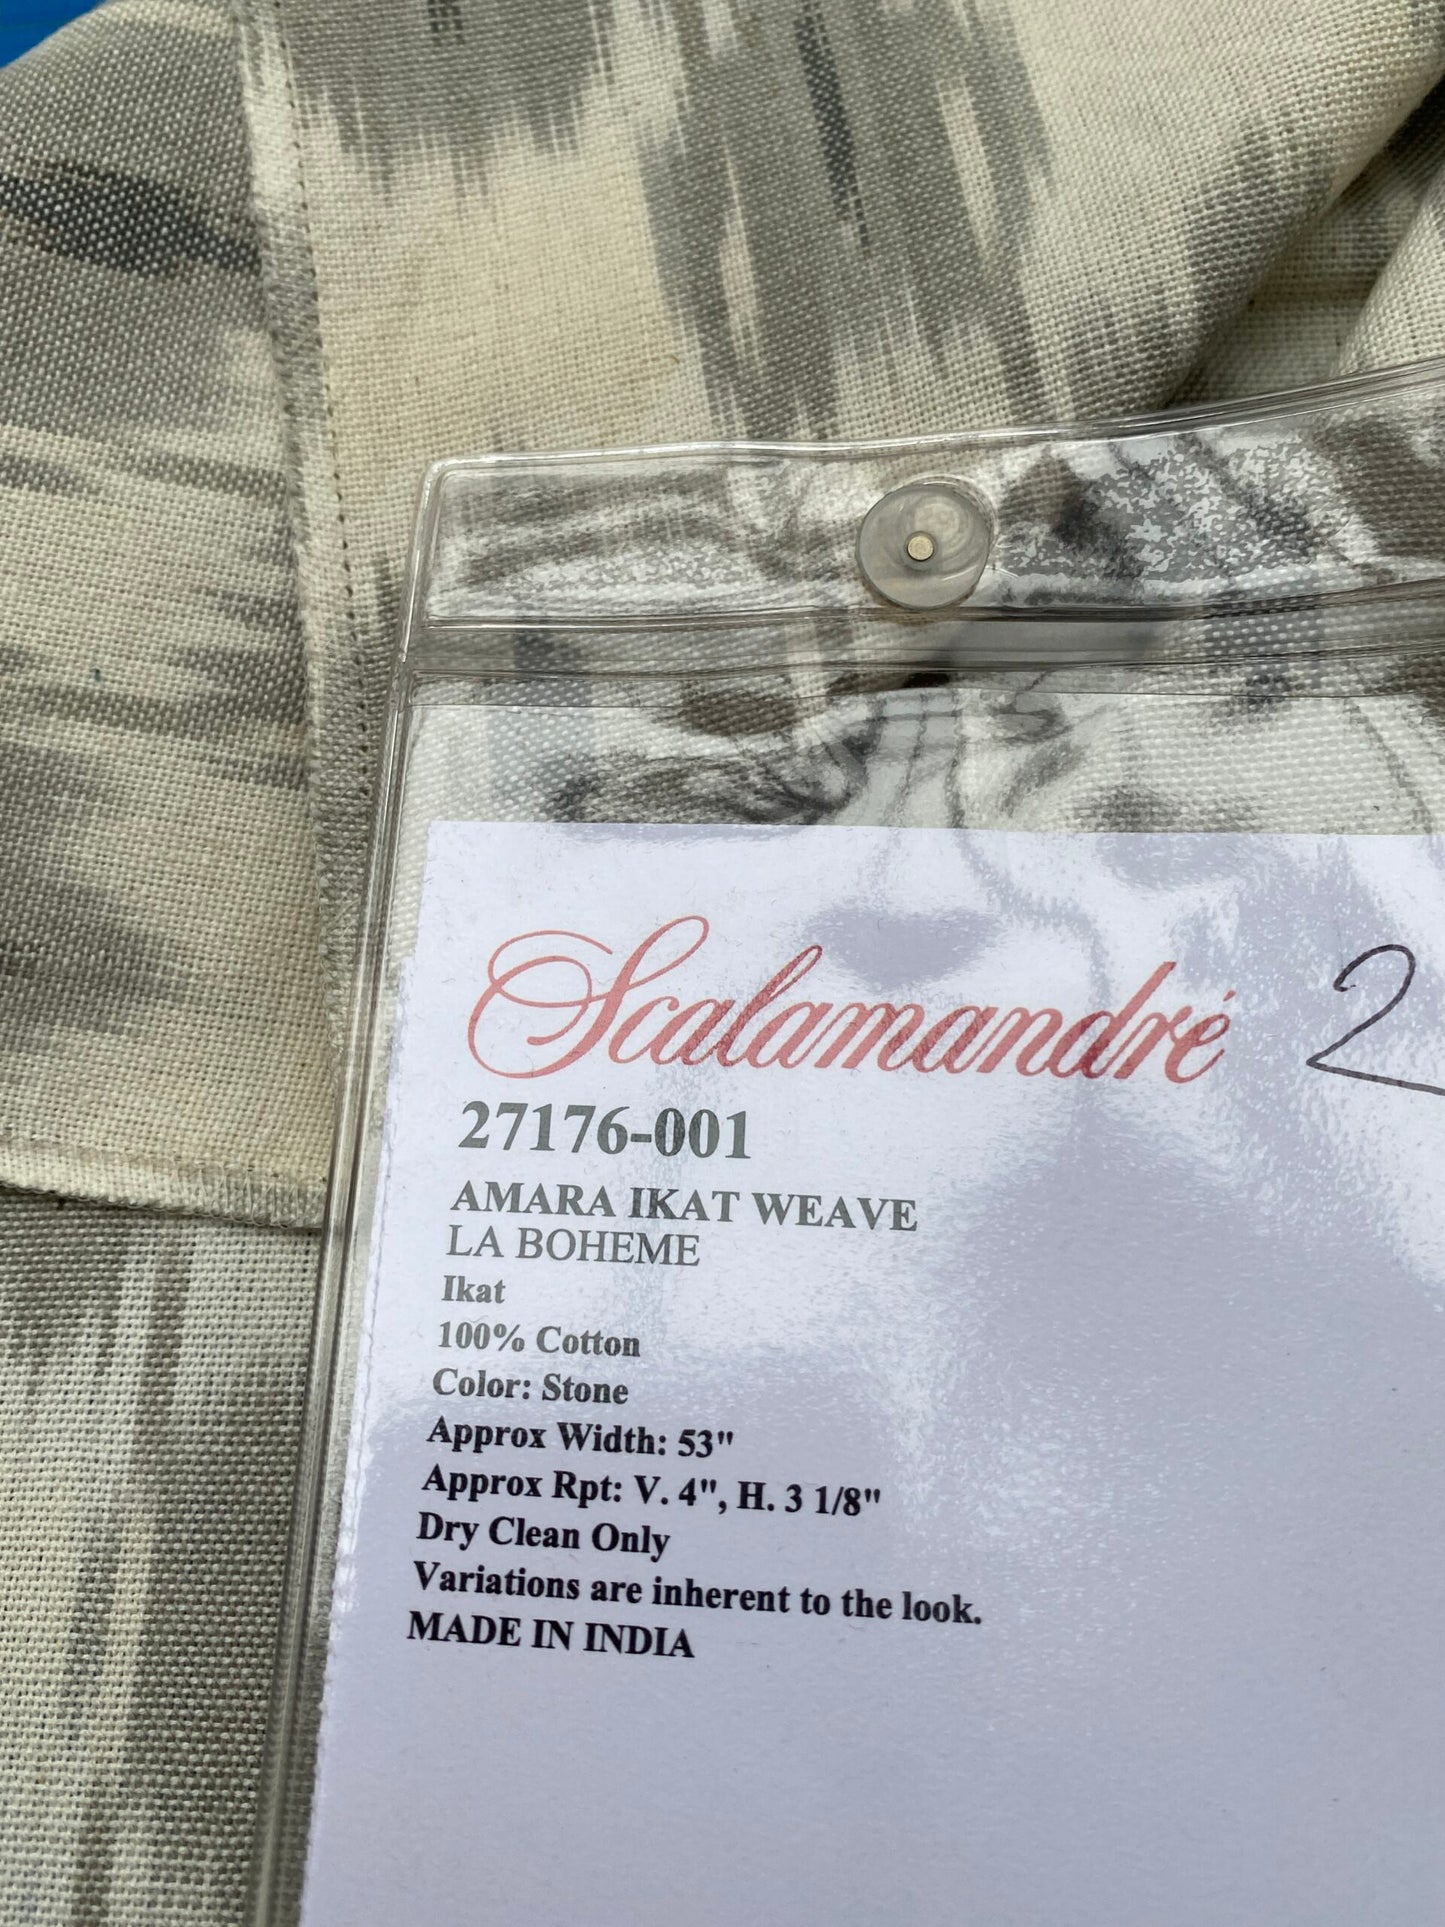 Scalamandré 2
27176-001
AMARA IKAT WEAVE
LA BOHEME
Ikat
100% Cotton
Color: Stone
Approx Width: 53"
Approx Rpt: V. 4", H. 3 1/8"
Dry Clean Only
Variations are inherent to the look.
MADE IN INDIA